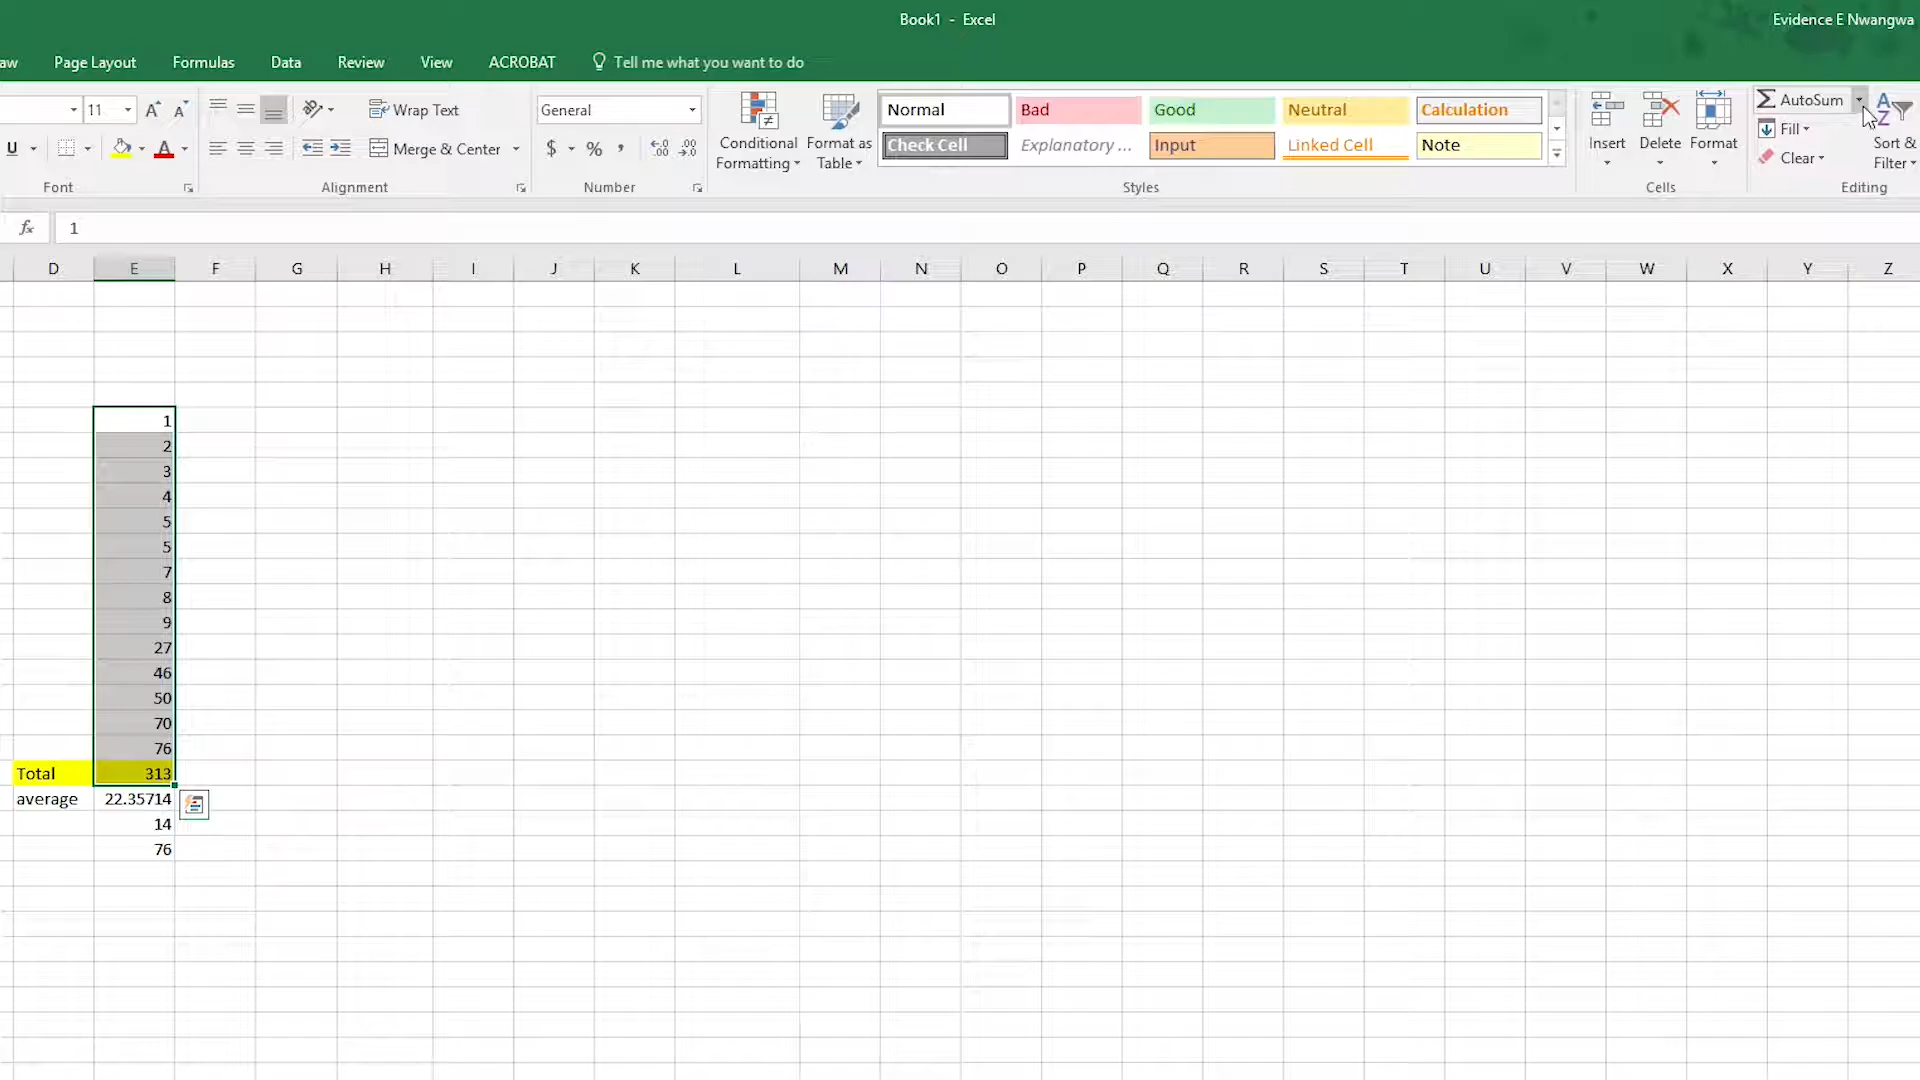 Book1 - Excel
Evidence E Nwangwa
aw Page Layout Formulas Data Review View ACROBAT Tell me what you want to do
11 Wrap Text General
U Merge & Center $ % ,
Conditional Formatting
Format as Table
Normal Bad Good Neutral Calculation
Check Cell Explanatory ... Input Linked Cell Note
Insert Delete Format
AutoSum
Fill
Clear
Sort & Filter
Font Alignment Number Styles Cells Editing
fx 1
D E F G H I J K L M N O P Q R S T U V W X Y Z
1
2
3
4
5
5
7
8
9
27
46
50
70
76
Total 313
average 22.35714
14
76